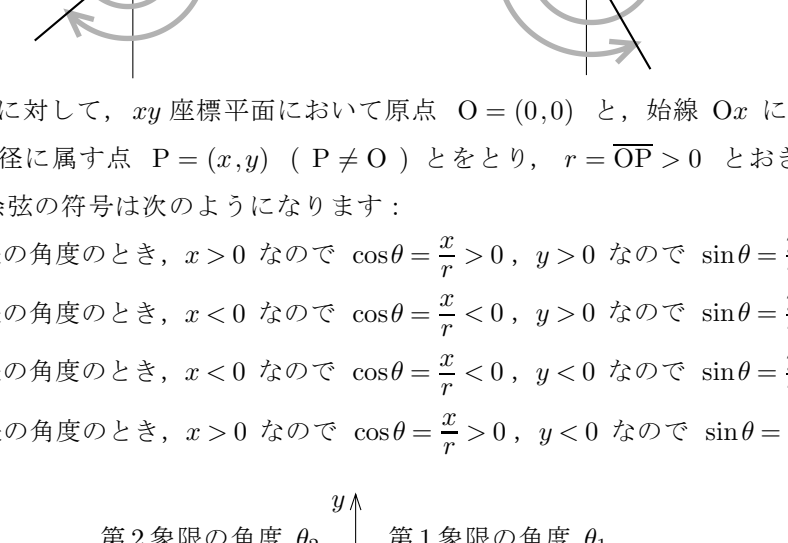 に対して, xy 座標平面において原点 O = (0,0) と, 始線 Ox に
径に属す点 P = (x,y) ( P ≠ O ) とをとり, r = \overline{OP} > 0 とおき
弦の符号は次のようになります :
の角度のとき, x > 0 なので cosθ = \frac{x}{r} > 0 , y > 0 なので sinθ =
の角度のとき, x < 0 なので cosθ = \frac{x}{r} < 0 , y > 0 なので sinθ =
の角度のとき, x < 0 なので cosθ = \frac{x}{r} < 0 , y < 0 なので sinθ =
の角度のとき, x > 0 なので cosθ = \frac{x}{r} > 0 , y < 0 なので sinθ =
y
第2象限の角度 θ₂ 第1象限の角度 θ₁